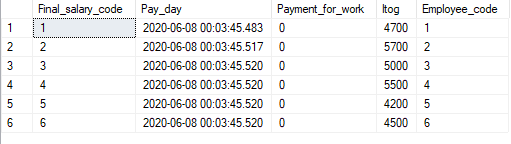 Final_salary_code Pay_day Payment_for_work Itog Employee_code
1 1 2020-06-08 00:03:45.483 0 4700 1
2 2 2020-06-08 00:03:45.517 0 5700 2
3 3 2020-06-08 00:03:45.520 0 5000 3
4 4 2020-06-08 00:03:45.520 0 5500 4
5 5 2020-06-08 00:03:45.520 0 4200 5
6 6 2020-06-08 00:03:45.520 0 4500 6